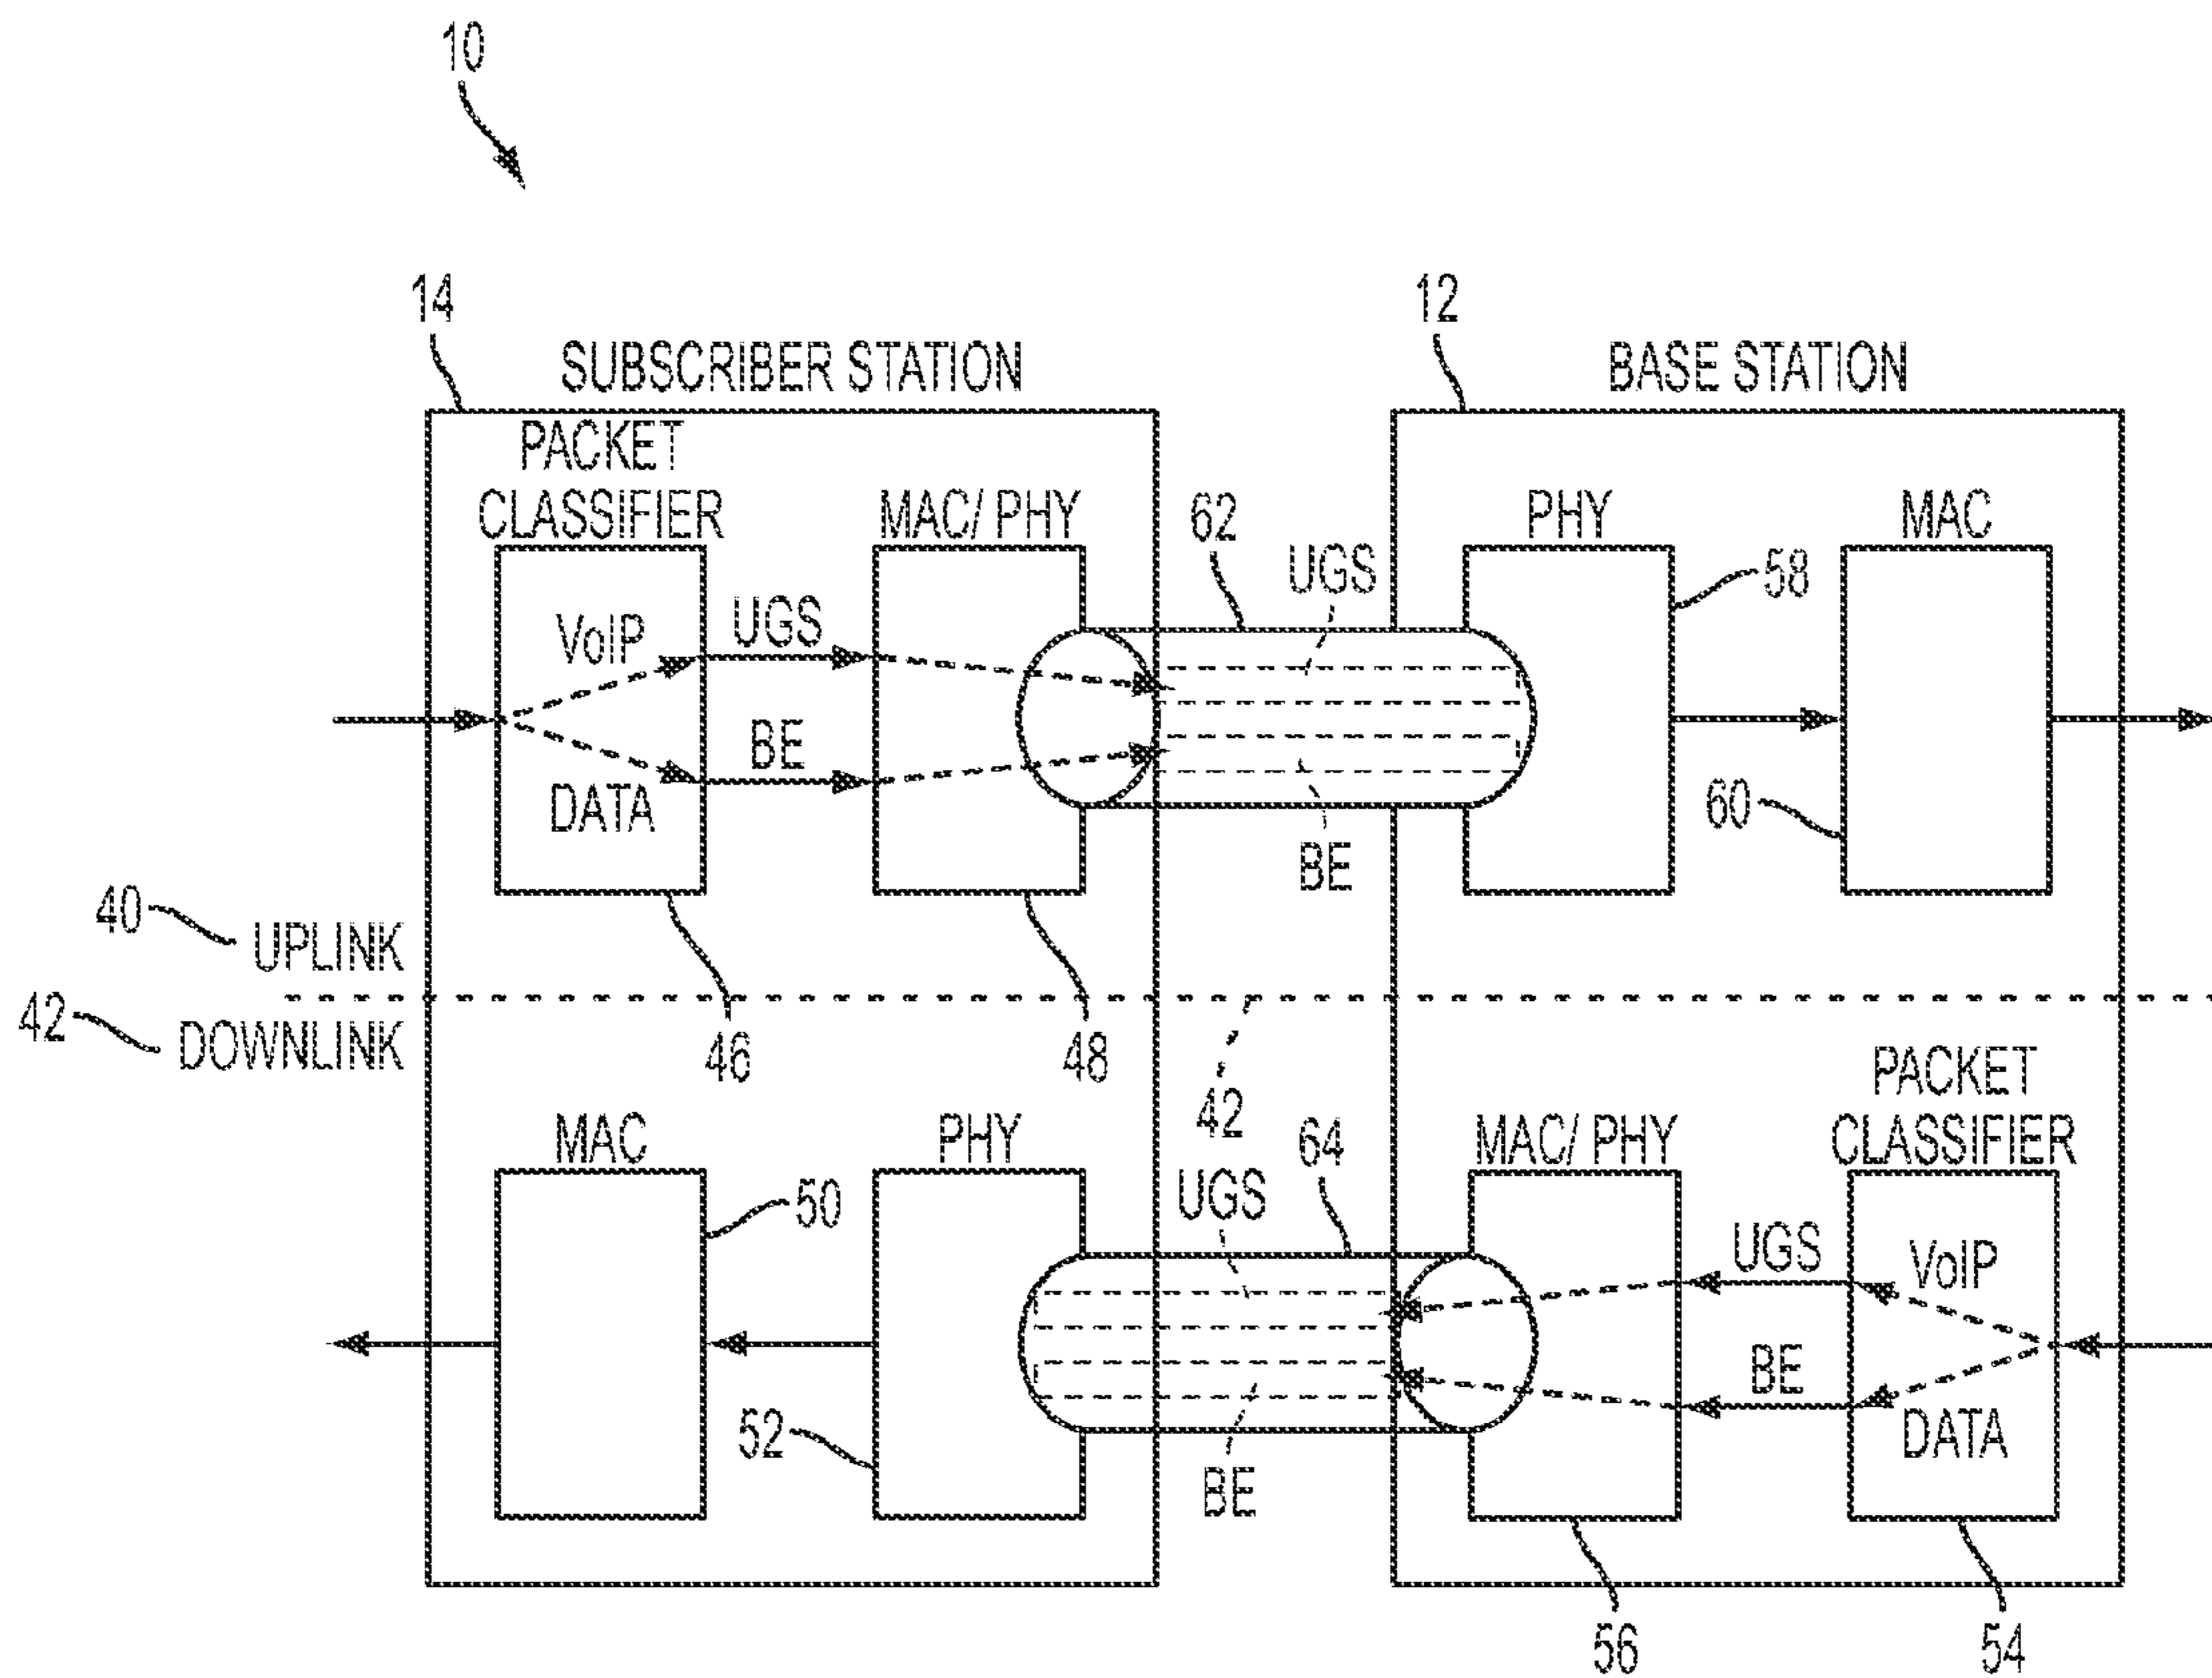 10
14
12
SUBSCRIBER STATION
BASE STATION
PACKET
CLASSIFIER
MAC/ PHY
62
UGS
PHY
MAC
58
VoIP
UGS
BE
DATA
60
BE
40
UPLINK
42
DOWNLINK
46
48
42
PACKET
CLASSIFIER
MAC
PHY
64
MAC/ PHY
50
UGS
UGS
VoIP
BE
52
DATA
BE
56
54